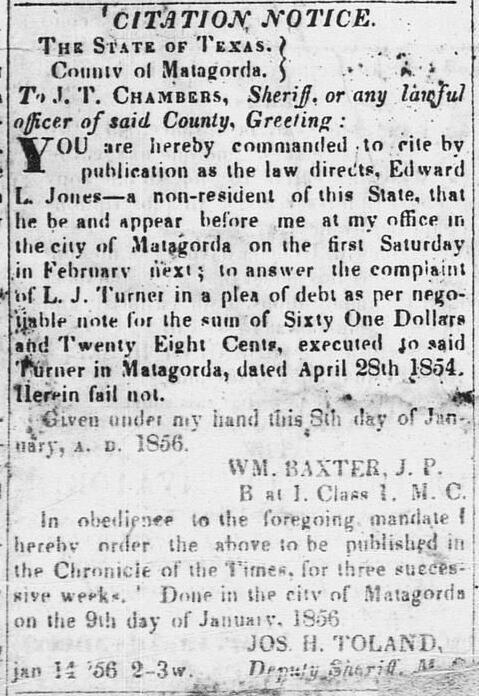 CITATION NOTICE.
THE STATE OF TEXAS. }
County of Matagorda. }
To J. T. CHAMBERS, Sheriff, or any lawful
officer of said County, Greeting :
YOU are hereby commanded to cite by
publication as the law directs, Edward
L. Jones—a non-resident of this State, that
he be and appear before me at my office in
the city of Matagorda on the first Saturday
in February next; to answer the complaint
of L. J. Turner in a plea of debt as per nego-
tiable note for the sum of Sixty One Dollars
and Twenty Eight Cents, executed to said
Turner in Matagorda, dated April 28th 1854.
Herein fail not.
Given under my hand this 8th day of Jan-
uary, A. D. 1856.
WM. BAXTER, J. P.
B at 1. Class 1. M. C.
In obedience to the foregoing mandate I
hereby order the above to be published in
the Chronicle of the Times, for three succes-
sive weeks. Done in the city of Matagorda
on the 9th day of January, 1856
JOS. H. TOLAND,
jan 14 '56 2-3w. Deputy Sheriff, M